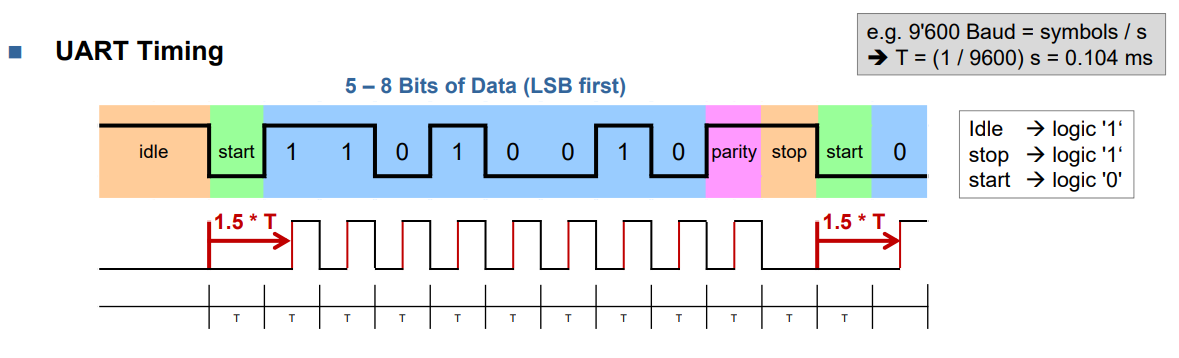 e.g. 9'600 Baud = symbols / s
➔ T = (1 / 9600) s = 0.104 ms
■ UART Timing
5 – 8 Bits of Data (LSB first)
idle start 1 1 0 1 0 0 1 0 parity stop start 0
Idle → logic '1‘
stop → logic '1‘
start → logic '0'
1.5 * T 1.5 * T
T T T T T T T T T T T T